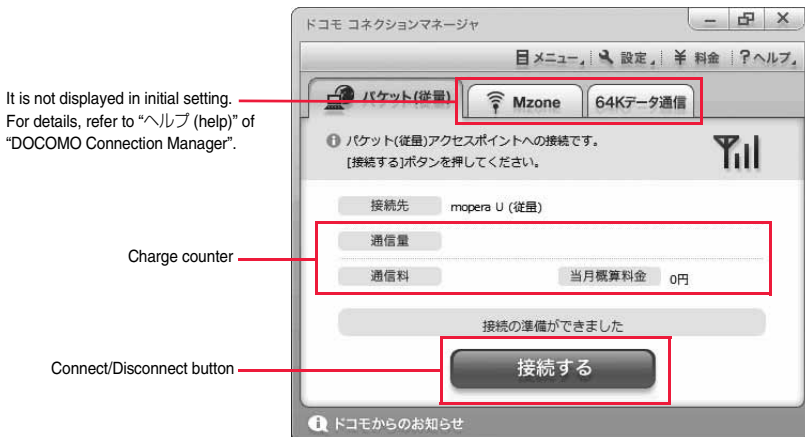 ドコモ コネクションマネージャ
メニュー 設定 ¥ 料金 ?ヘルプ
パケット(従量) Mzone 64Kデータ通信
It is not displayed in initial setting.
For details, refer to “ヘルプ (help)” of
“DOCOMO Connection Manager”.
パケット(従量)アクセスポイントへの接続です。
[接続する]ボタンを押してください。
接続先 mopera U (従量)
通信量
Charge counter
通信料 当月概算料金 0円
接続の準備ができました
Connect/Disconnect button
接続する
ドコモからのお知らせ